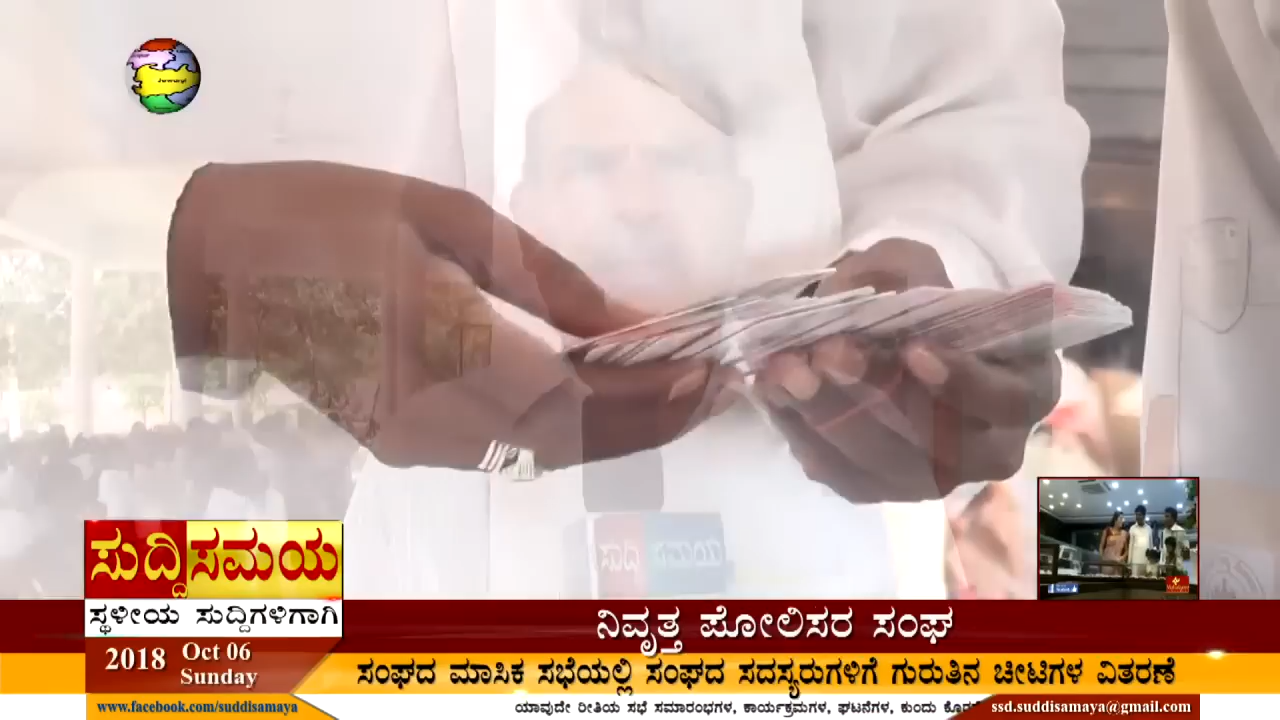 ಸುದ್ದಿ ಸಮಯ
ಸುದ್ದಿಸಮಯ
ಸ್ಥಳೀಯ ಸುದ್ದಿಗಳಿಗಾಗಿ
2018 Oct 06
Sunday
ನಿವೃತ್ತ ಪೋಲಿಸರ ಸಂಘ
ಸಂಘದ ಮಾಸಿಕ ಸಭೆಯಲ್ಲಿ ಸಂಘದ ಸದಸ್ಯರುಗಳಿಗೆ ಗುರುತಿನ ಚೀಟಿಗಳ ವಿತರಣೆ
www.facebook.com/suddisamaya
ಯಾವುದೇ ರೀತಿಯ ಸಭೆ ಸಮಾರಂಭಗಳು, ಕಾರ್ಯಕ್ರಮಗಳು, ಘಟನೆಗಳು, ಕುಂದು
ssd.suddisamaya@gmail.com